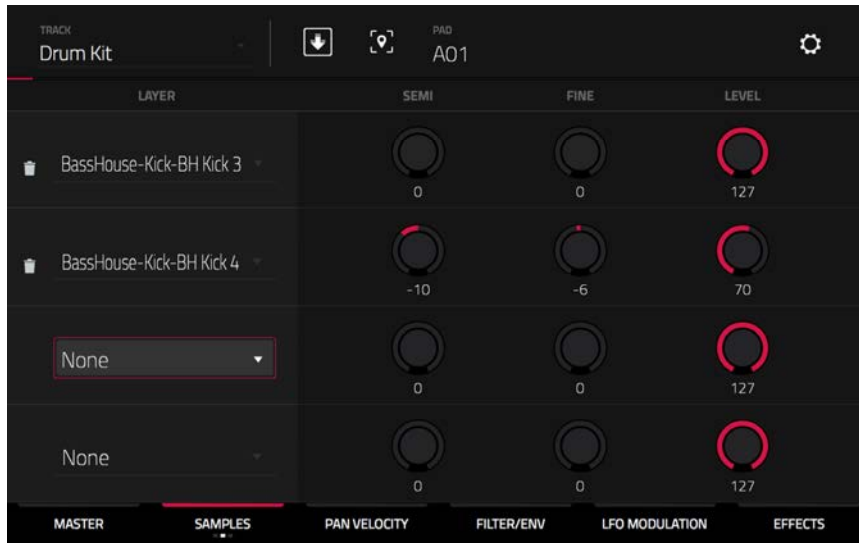 TRACK PAD
Drum Kit A01
LAYER SEMI FINE LEVEL
BassHouse-Kick-BH Kick 3
0 0 127
BassHouse-Kick-BH Kick 4
-10 -6 70
None
0 0 127
None
0 0 127
MASTER SAMPLES PAN VELOCITY FILTER/ENV LFO MODULATION EFFECTS